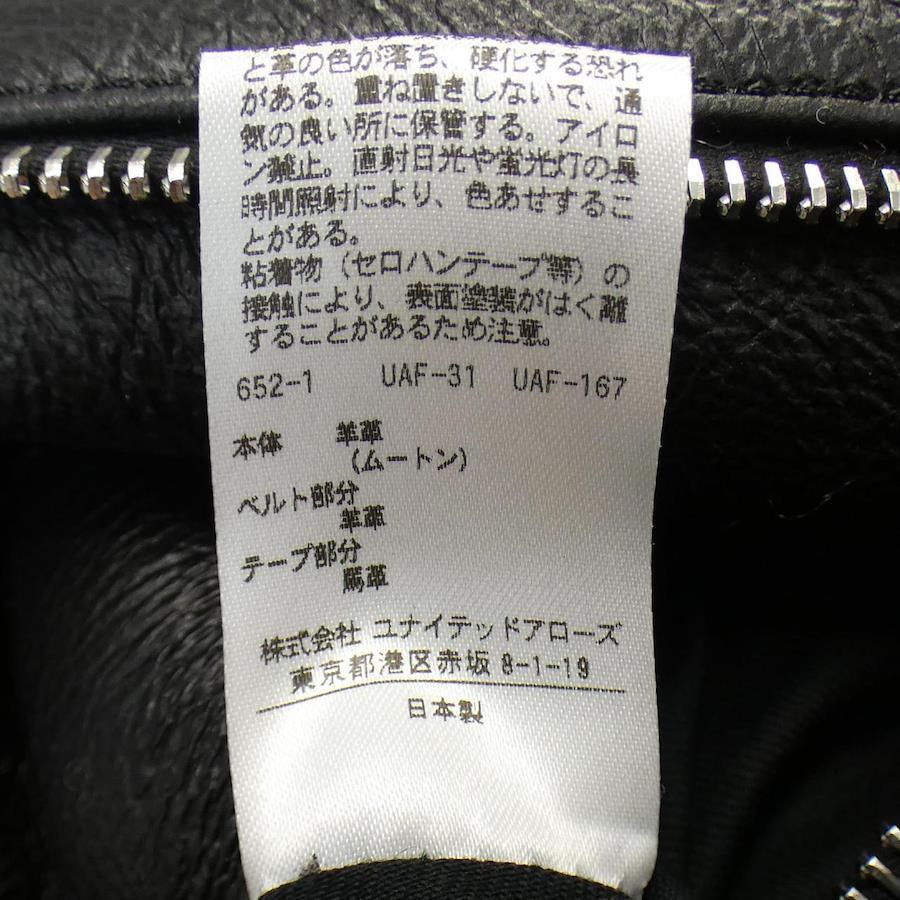 と革の色が落ち、硬化する恐れ
がある。重ね置きしないで、通
気の良い所に保管する。アイロ
ン禁止。直射日光や蛍光灯の長
時間照射により、色あせするこ
とがある。
粘着物（セロハンテープ等）の
接触により、表面塗装がはく離
することがあるため注意。
652-1 UAF-31 UAF-167
本体 羊革
（ムートン）
ベルト部分
羊革
テープ部分
馬革
株式会社 ユナイテッドアローズ
東京都港区赤坂 8-1-19
日本製